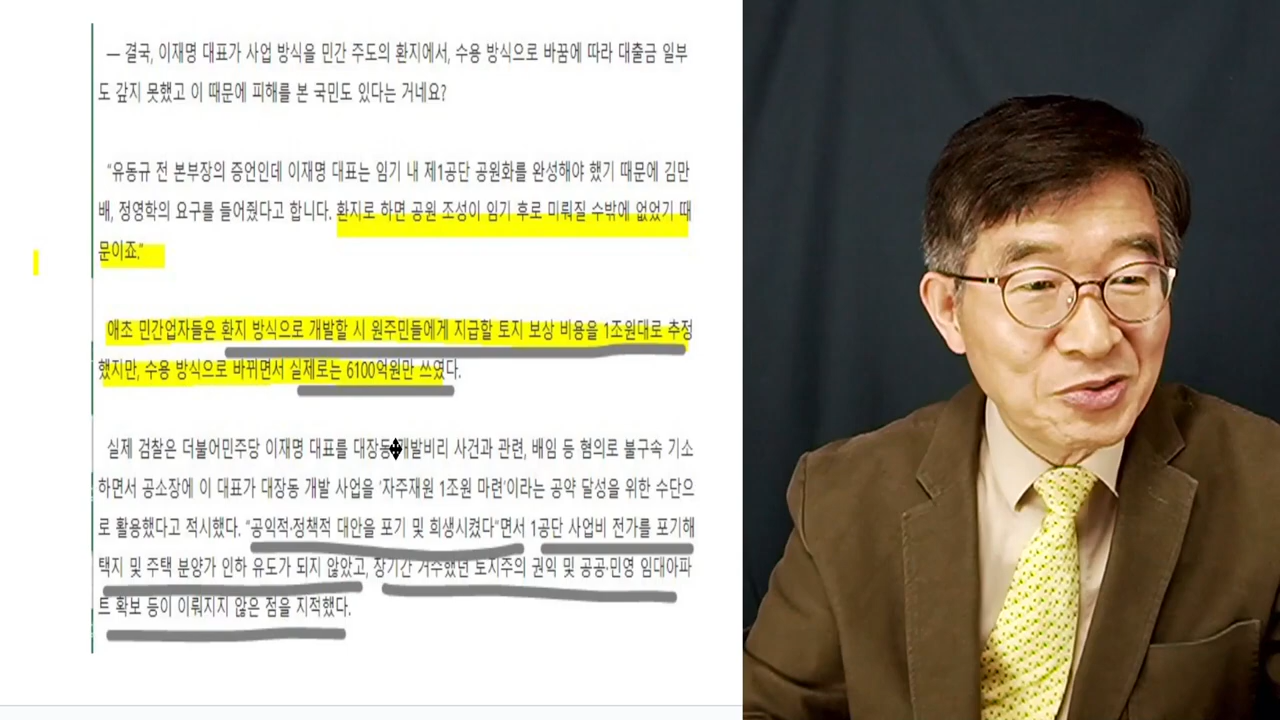 — 결국, 이재명 대표가 사업 방식을 민간 주도의 환지에서, 수용 방식으로 바꿈에 따라 대출금 일부
도 갚지 못했고 이 때문에 피해를 본 국민도 있다는 거네요?
“유동규 전 본부장의 증언인데 이재명 대표는 임기 내 제1공단 공원화를 완성해야 했기 때문에 김만
배, 정영학의 요구를 들어줬다고 합니다. 환지로 하면 공원 조성이 임기 후로 미뤄질 수밖에 없었기 때
문이죠.”
애초 민간업자들은 환지 방식으로 개발할 시 원주민들에게 지급할 토지 보상 비용을 1조원대로 추정
했지만, 수용 방식으로 바뀌면서 실제로는 6100억원만 쓰였다.
실제 검찰은 더불어민주당 이재명 대표를 대장동 개발비리 사건과 관련, 배임 등 혐의로 불구속 기소
하면서 공소장에 이 대표가 대장동 개발 사업을 ‘자주재원 1조원 마련’이라는 공약 달성을 위한 수단으
로 활용했다고 적시했다. “공익적·정책적 대안을 포기 및 희생시켰다”면서 1공단 사업비 전가를 포기해
택지 및 주택 분양가 인하 유도가 되지 않았고, 장기간 거주했던 토지주의 권익 및 공공·민영 임대아파
트 확보 등이 이뤄지지 않은 점을 지적했다.